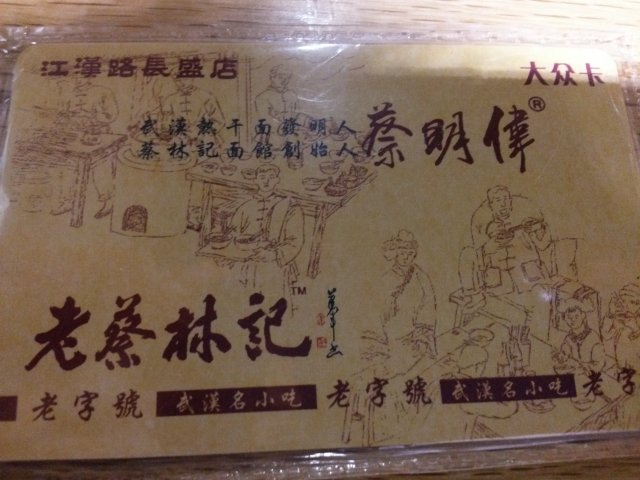 江漢路長盛店
大众卡
武漢熱干面發明人
蔡林記面館創始人
蔡明偉®
老蔡林記™
老字號 武漢名小吃 老字號 武漢名小吃 老字